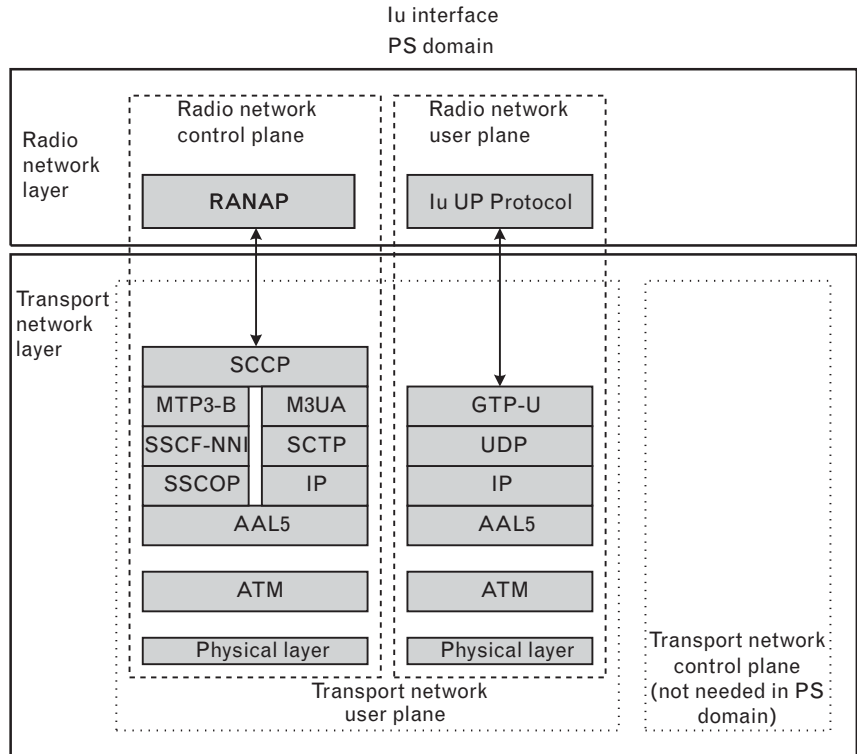 Iu interface
PS domain
Radio network
control plane
Radio network
user plane
Radio
network
layer
RANAP
Iu UP Protocol
Transport
network
layer
SCCP
MTP3-B
M3UA
GTP-U
SSCF-NNI
SCTP
UDP
SSCOP
IP
IP
AAL5
AAL5
ATM
ATM
Physical layer
Physical layer
Transport network
user plane
Transport network
control plane
(not needed in PS
domain)